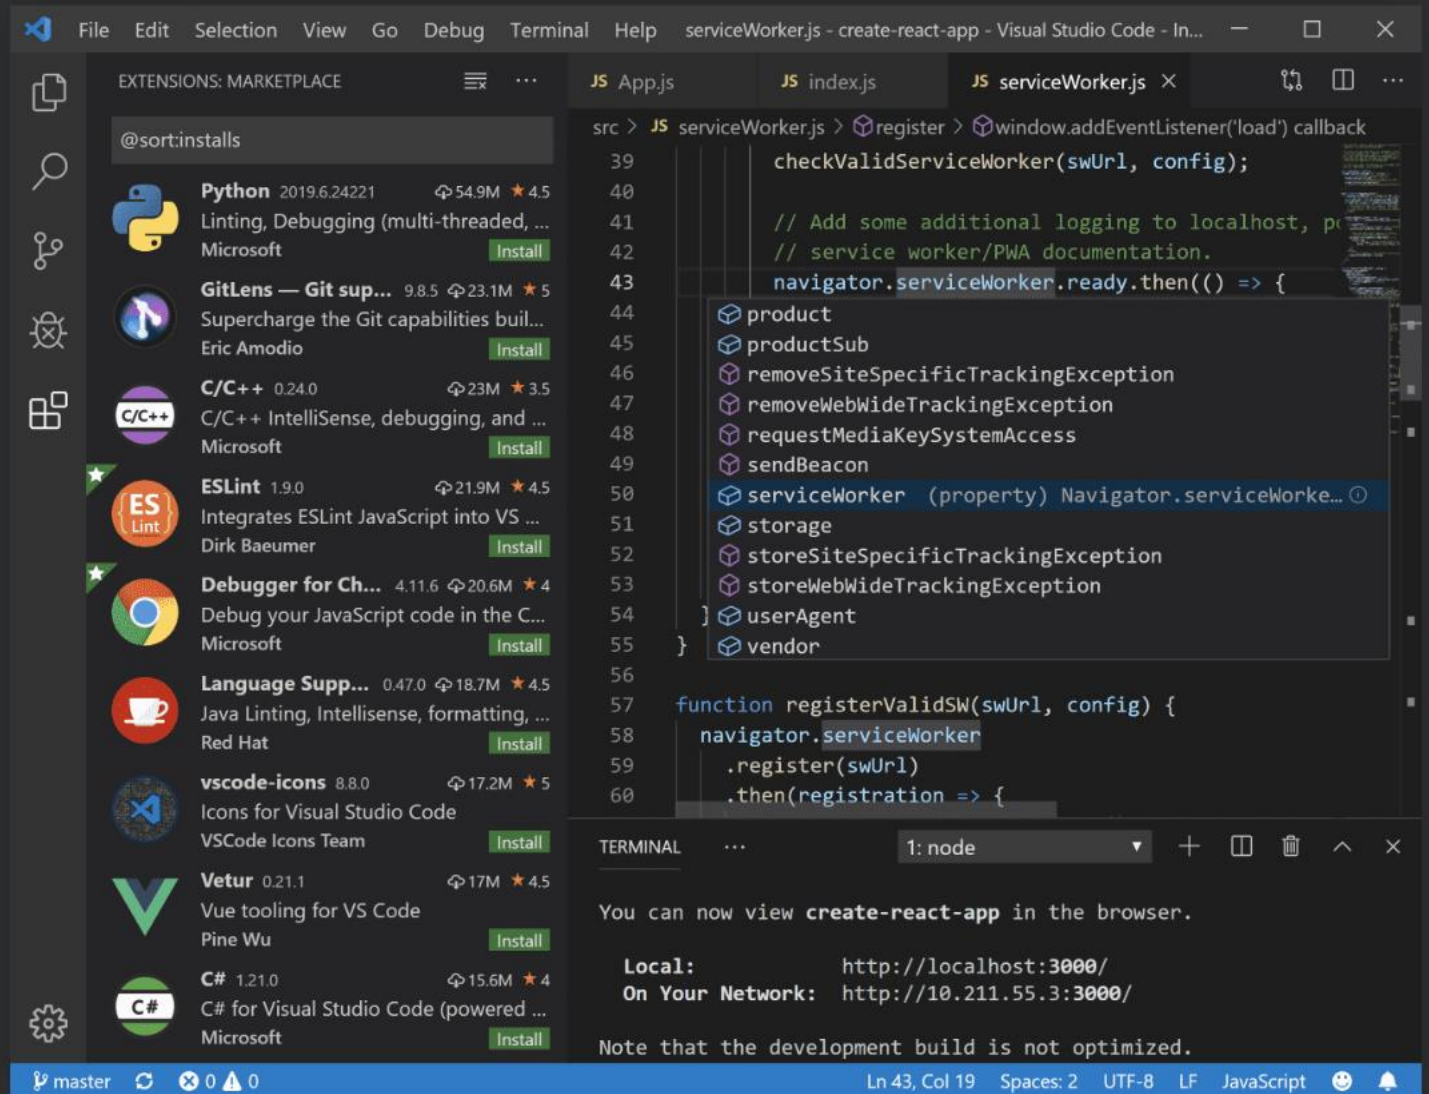 File Edit Selection View Go Debug Terminal Help serviceWorker.js - create-react-app - Visual Studio Code - In...
EXTENSIONS: MARKETPLACE
@sort:installs
Python 2019.6.24221 54.9M 4.5
Linting, Debugging (multi-threaded, ...
Microsoft Install
GitLens — Git sup... 9.8.5 23.1M 5
Supercharge the Git capabilities buil...
Eric Amodio Install
C/C++
C/C++ 0.24.0 23M 3.5
C/C++ IntelliSense, debugging, and ...
Microsoft Install
ES
Lint
ESLint 1.9.0 21.9M 4.5
Integrates ESLint JavaScript into VS ...
Dirk Baeumer Install
Debugger for Ch... 4.11.6 20.6M 4
Debug your JavaScript code in the C...
Microsoft Install
Language Supp... 0.47.0 18.7M 4.5
Java Linting, Intellisense, formatting, ...
Red Hat Install
vscode-icons 8.8.0 17.2M 5
Icons for Visual Studio Code
VSCode Icons Team Install
Vetur 0.21.1 17M 4.5
Vue tooling for VS Code
Pine Wu Install
C#
C# 1.21.0 15.6M 4
C# for Visual Studio Code (powered ...
Microsoft Install
JS App.js JS index.js JS serviceWorker.js
src > JS serviceWorker.js > register > window.addEventListener('load') callback
39 checkValidServiceWorker(swUrl, config);
40
41 // Add some additional logging to localhost,
42 // service worker/PWA documentation.
43 navigator.serviceWorker.ready.then(() => {
44 product
45 productSub
46 removeSiteSpecificTrackingException
47 removeWebWideTrackingException
48 requestMediaKeySystemAccess
49 sendBeacon
50 serviceWorker (property) Navigator.serviceWorke...
51 storage
52 storeSiteSpecificTrackingException
53 storeWebWideTrackingException
54 } userAgent
55 } vendor
56
57 function registerValidSW(swUrl, config) {
58 navigator.serviceWorker
59 .register(swUrl)
60 .then(registration => {
TERMINAL ... 1: node
You can now view create-react-app in the browser.
Local: http://localhost:3000/
On Your Network: http://10.211.55.3:3000/
Note that the development build is not optimized.
master 0 0 Ln 43, Col 19 Spaces: 2 UTF-8 LF JavaScript